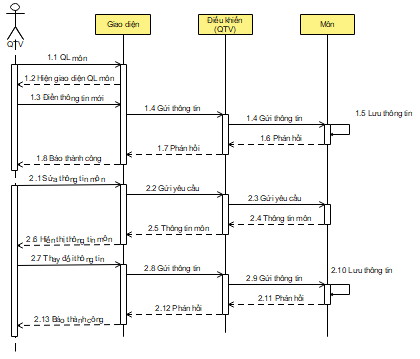 QTV
Giao diện
Điều khiển
(QTV)
Môn
1.1 QL môn
1.2 Hiện giao diện QL môn
1.3 Điền thông tin mới
1.4 Gửi thông tin
1.4 Gửi thông tin
1.5 Lưu thông tin
1.6 Phản hồi
1.7 Phản hồi
1.8 Báo thành công
2.1Sửa thông tin môn
2.2 Gửi yêu cầu
2.3 Gửi yêu cầu
2.4 Thông tin môn
2.5 Thông tin môn
2.6 Hiển thị thông tin môn
2.7 Thay đổi thông tin
2.8 Gửi thông tin
2.9 Gửi thông tin
2.10 Lưu thông tin
2.11 Phản hồi
2.12 Phản hồi
2.13 Báo thành công